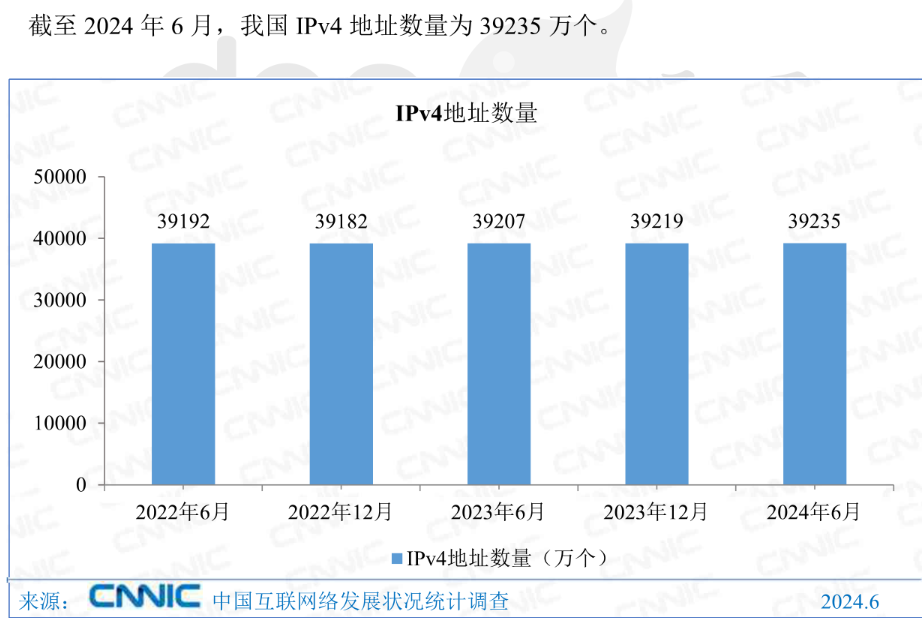 截至 2024 年 6 月，我国 IPv4 地址数量为 39235 万个。
IPv4地址数量
50000
40000
30000
20000
10000
0
39192 39182 39207 39219 39235
2022年6月 2022年12月 2023年6月 2023年12月 2024年6月
IPv4地址数量（万个）
来源： CNNIC 中国互联网络发展状况统计调查 2024.6